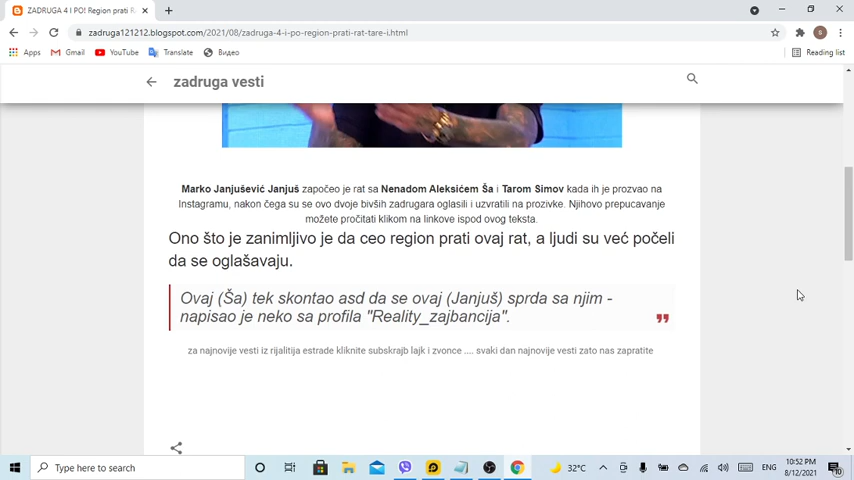 ZADRUGA 4 I PO! Region prati R
zadruga121212.blogspot.com/2021/08/zadruga-4-i-po-region-prati-rat-tare-i.html
S
Apps
Gmail
YouTube
Translate
Видео
Reading list
zadruga vesti
Marko Janjušević Janjuš započeo je rat sa Nenadom Aleksićem Ša i Tarom Simov kada ih je prozvao na
Instagramu, nakon čega su se ovo dvoje bivših zadrugara oglasili i uzvratili na prozivke. Njihovo prepucavanje
možete pročitati klikom na linkove ispod ovog teksta.
Ono što je zanimljivo je da ceo region prati ovaj rat, a ljudi su već počeli
da se oglašavaju.
Ovaj (Ša) tek skontao asd da se ovaj (Janjuš) sprda sa njim -
napisao je neko sa profila "Reality_zajbancija".
za najnovije vesti iz rijalitija estrade kliknite subskrajb lajk i zvonce .... svaki dan najnovije vesti zato nas zapratite
Type here to search
32°C
ENG
10:52 PM
8/12/2021
10